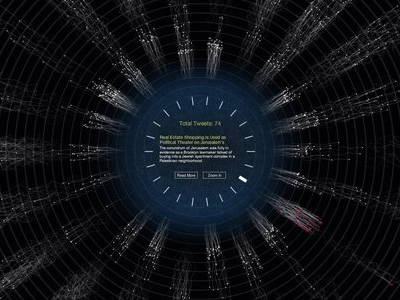 Total Tweets: 74
Real Estate Shopping Is Used as
Political Theater on Jerusalem's
The conundrum of Jerusalem was fully in
evidence as a Brooklyn lawmaker talked of
buying into a Jewish apartment complex in a
Palestinian neighborhood.
Read More
Zoom In